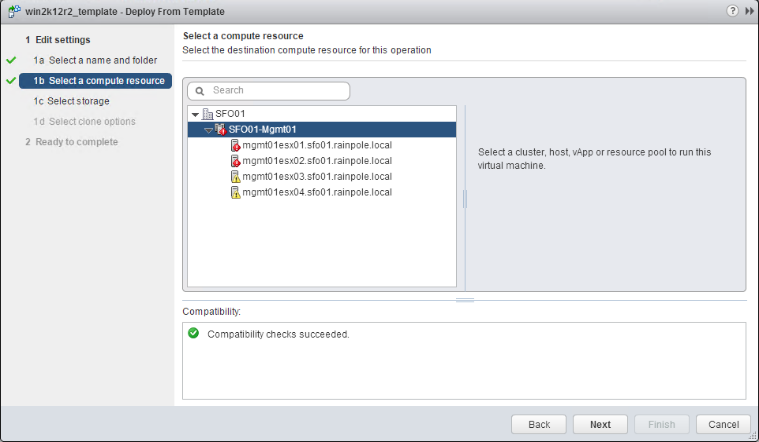 win2k12r2_template - Deploy From Template
?
1 Edit settings
1a Select a name and folder
1b Select a compute resource
1c Select storage
1d Select clone options
2 Ready to complete
Select a compute resource
Select the destination compute resource for this operation
Search
SFO01
SFO01-Mgmt01
mgmt01esx01.sfo01.rainpole.local
mgmt01esx02.sfo01.rainpole.local
mgmt01esx03.sfo01.rainpole.local
mgmt01esx04.sfo01.rainpole.local
Select a cluster, host, vApp or resource pool to run this
virtual machine.
Compatibility:
Compatibility checks succeeded.
Back
Next
Finish
Cancel